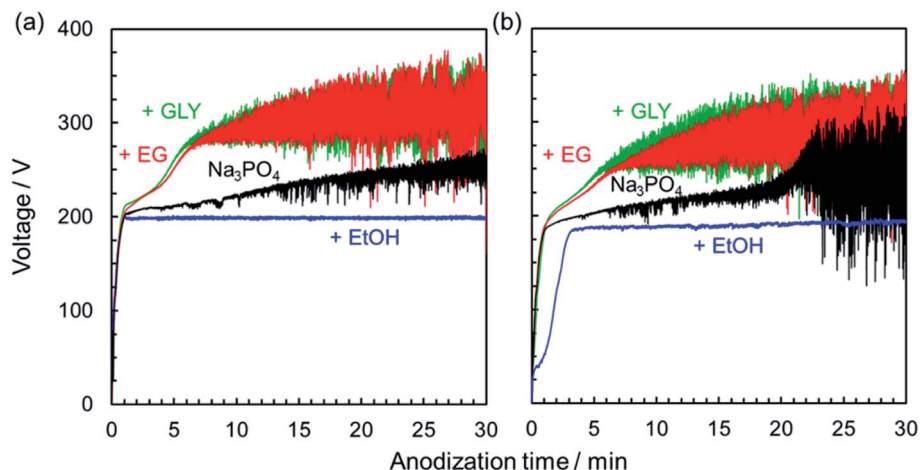 (a)
(b)
400
300
200
100
0
Voltage / V
+ GLY
+ EG
Na₃PO₄
+ EtOH
0 5 10 15 20 25 30
+ GLY
+ EG
Na₃PO₄
+ EtOH
0 5 10 15 20 25 30
Anodization time / min